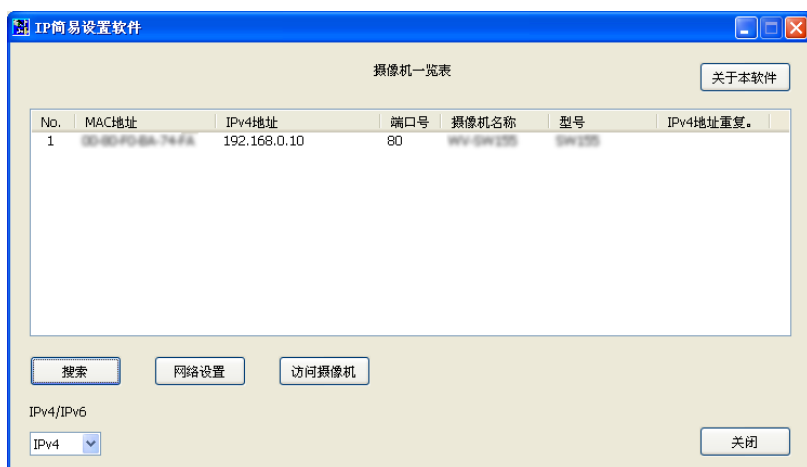 IP简易设置软件
摄像机一览表
关于本软件
No. MAC地址 IPv4地址 端口号 摄像机名称 型号 IPv4地址重复。
1 192.168.0.10 80
搜索 网络设置 访问摄像机
IPv4/IPv6
IPv4
关闭